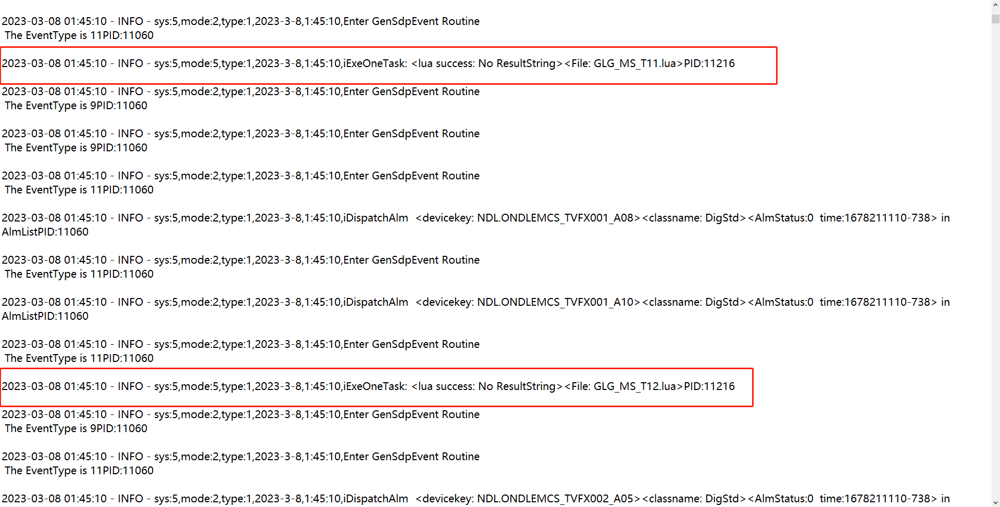 2023-03-08 01:45:10 - INFO - sys:5,mode:2,type:1,2023-3-8,1:45:10,Enter GenSdpEvent Routine
The EventType is 11PID:11060
2023-03-08 01:45:10 - INFO - sys:5,mode:5,type:1,2023-3-8,1:45:10,iExeOneTask: <lua success: No ResultString><File: GLG_MS_T11.lua>PID:11216
2023-03-08 01:45:10 - INFO - sys:5,mode:2,type:1,2023-3-8,1:45:10,Enter GenSdpEvent Routine
The EventType is 9PID:11060
2023-03-08 01:45:10 - INFO - sys:5,mode:2,type:1,2023-3-8,1:45:10,Enter GenSdpEvent Routine
The EventType is 9PID:11060
2023-03-08 01:45:10 - INFO - sys:5,mode:2,type:1,2023-3-8,1:45:10,Enter GenSdpEvent Routine
The EventType is 11PID:11060
2023-03-08 01:45:10 - INFO - sys:5,mode:2,type:1,2023-3-8,1:45:10,iDispatchAlm  <devicekey: NDL.ONDLEMCS_TVFX001_A08><classname: DigStd><AlmStatus:0  time:1678211110-738> in
AlmListPID:11060
2023-03-08 01:45:10 - INFO - sys:5,mode:2,type:1,2023-3-8,1:45:10,Enter GenSdpEvent Routine
The EventType is 11PID:11060
2023-03-08 01:45:10 - INFO - sys:5,mode:2,type:1,2023-3-8,1:45:10,iDispatchAlm  <devicekey: NDL.ONDLEMCS_TVFX001_A10><classname: DigStd><AlmStatus:0  time:1678211110-738> in
AlmListPID:11060
2023-03-08 01:45:10 - INFO - sys:5,mode:2,type:1,2023-3-8,1:45:10,Enter GenSdpEvent Routine
The EventType is 11PID:11060
2023-03-08 01:45:10 - INFO - sys:5,mode:5,type:1,2023-3-8,1:45:10,iExeOneTask: <lua success: No ResultString><File: GLG_MS_T12.lua>PID:11216
2023-03-08 01:45:10 - INFO - sys:5,mode:2,type:1,2023-3-8,1:45:10,Enter GenSdpEvent Routine
The EventType is 9PID:11060
2023-03-08 01:45:10 - INFO - sys:5,mode:2,type:1,2023-3-8,1:45:10,Enter GenSdpEvent Routine
The EventType is 11PID:11060
2023-03-08 01:45:10 - INFO - sys:5,mode:2,type:1,2023-3-8,1:45:10,iDispatchAlm  <devicekey: NDL.ONDLEMCS_TVFX002_A05><classname: DigStd><AlmStatus:0  time:1678211110-738> in